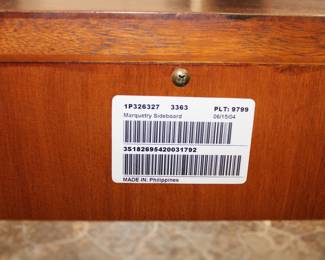 1P326327 3363 PLT: 9799
Marquetry Sideboard 06/15/04
3S182695420031792
MADE IN: Philippines